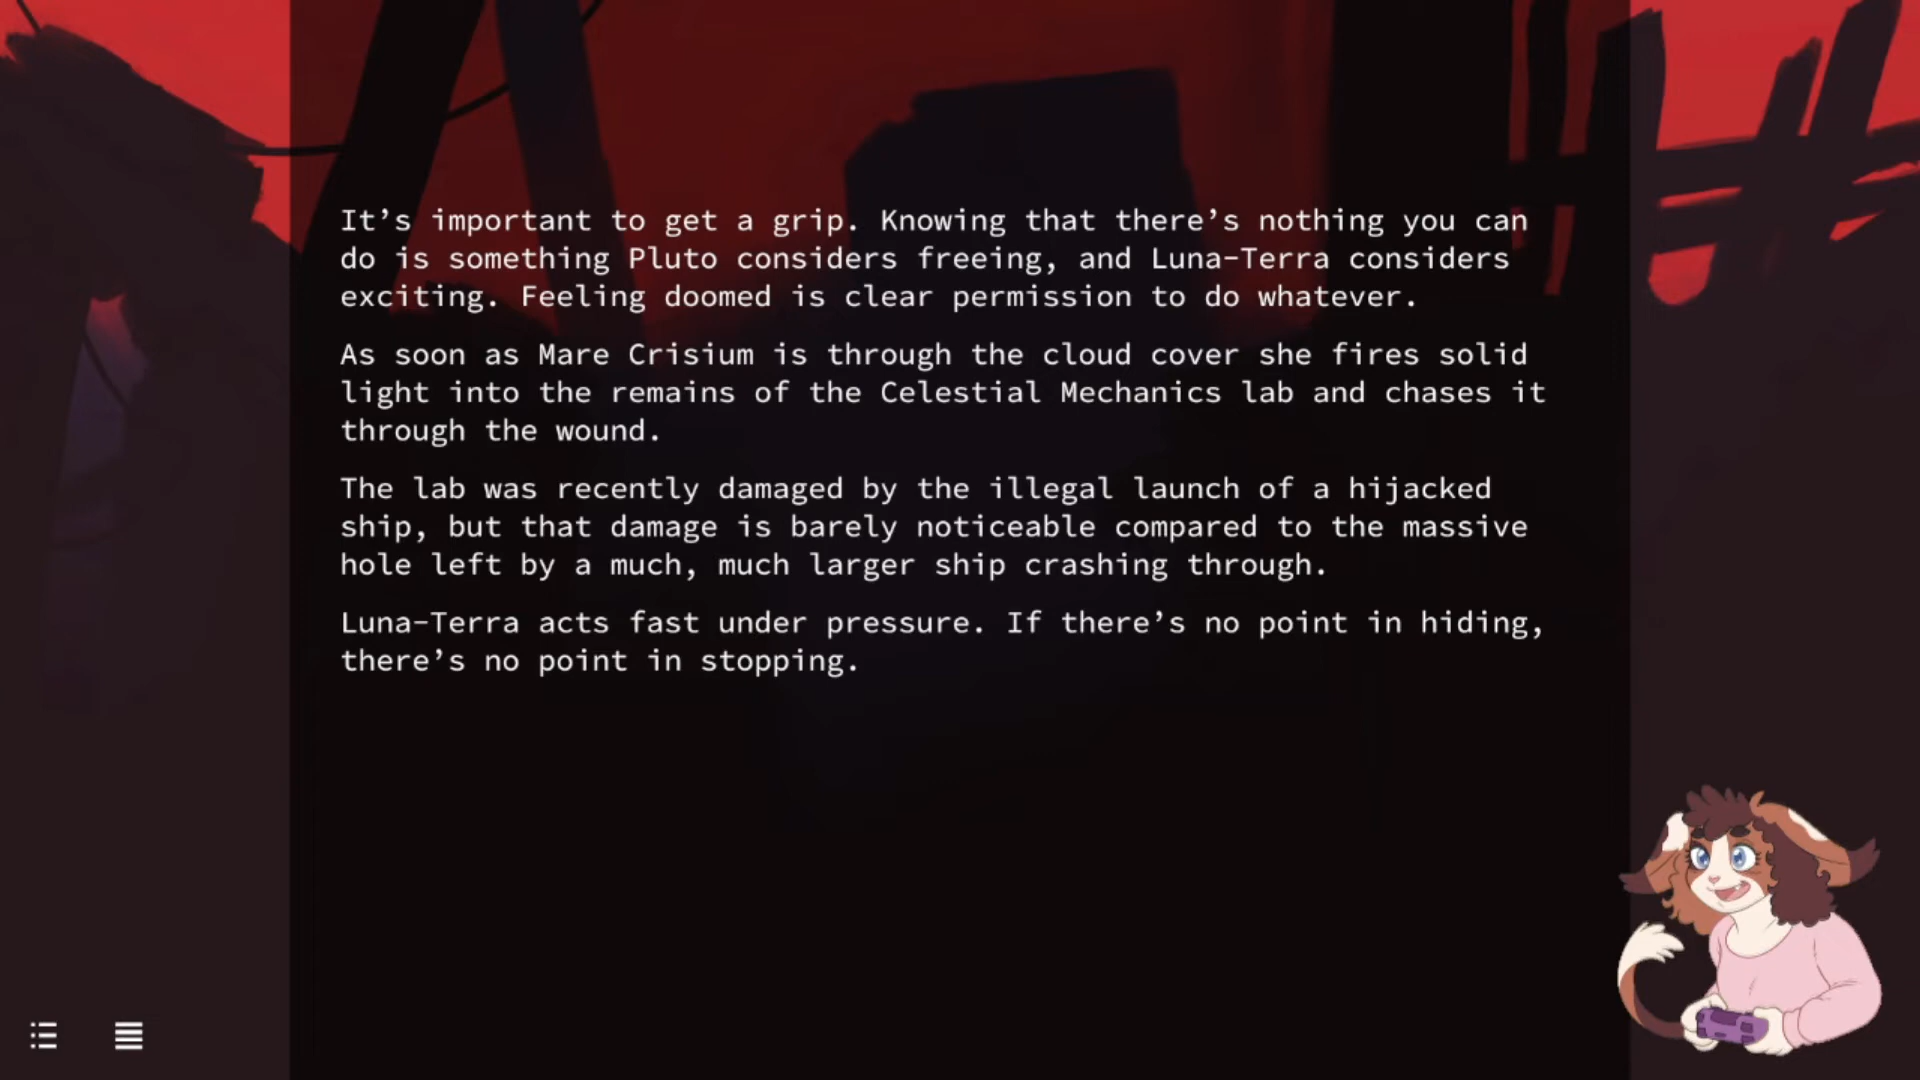 It’s important to get a grip. Knowing that there’s nothing you can
do is something Pluto considers freeing, and Luna-Terra considers
exciting. Feeling doomed is clear permission to do whatever.
As soon as Mare Crisium is through the cloud cover she fires solid
light into the remains of the Celestial Mechanics lab and chases it
through the wound.
The lab was recently damaged by the illegal launch of a hijacked
ship, but that damage is barely noticeable compared to the massive
hole left by a much, much larger ship crashing through.
Luna-Terra acts fast under pressure. If there’s no point in hiding,
there’s no point in stopping.